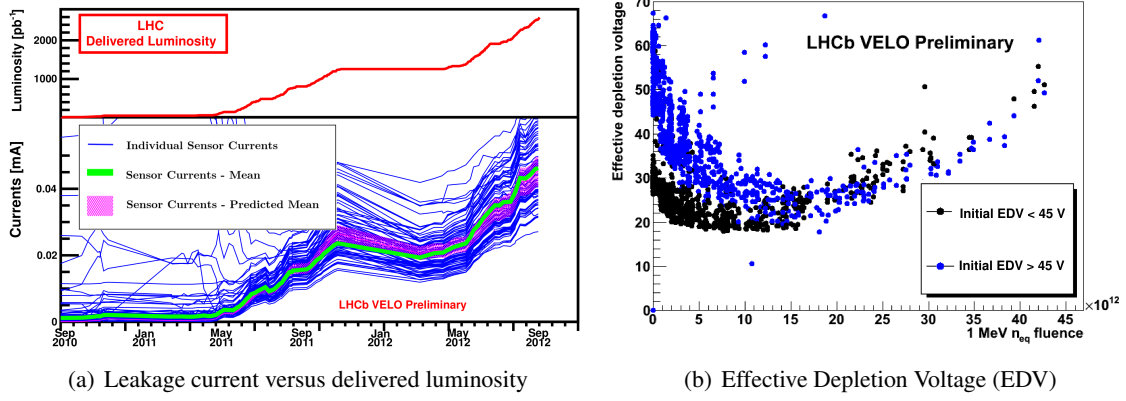 LHC
Delivered Luminosity
Luminosity [pb⁻¹]
2000
1000
Individual Sensor Currents
Sensor Currents - Mean
Sensor Currents - Predicted Mean
Currents [mA]
0.04
0.02
0
LHCb VELO Preliminary
Sep 2010
Jan 2011
May 2011
Sep 2011
Jan 2012
May 2012
Sep 2012
(a) Leakage current versus delivered luminosity
LHCb VELO Preliminary
Effective depletion voltage
70
60
50
40
30
20
10
0
Initial EDV < 45 V
Initial EDV > 45 V
0 5 10 15 20 25 30 35 40 45
×10¹²
1 MeV n_eq fluence
(b) Effective Depletion Voltage (EDV)